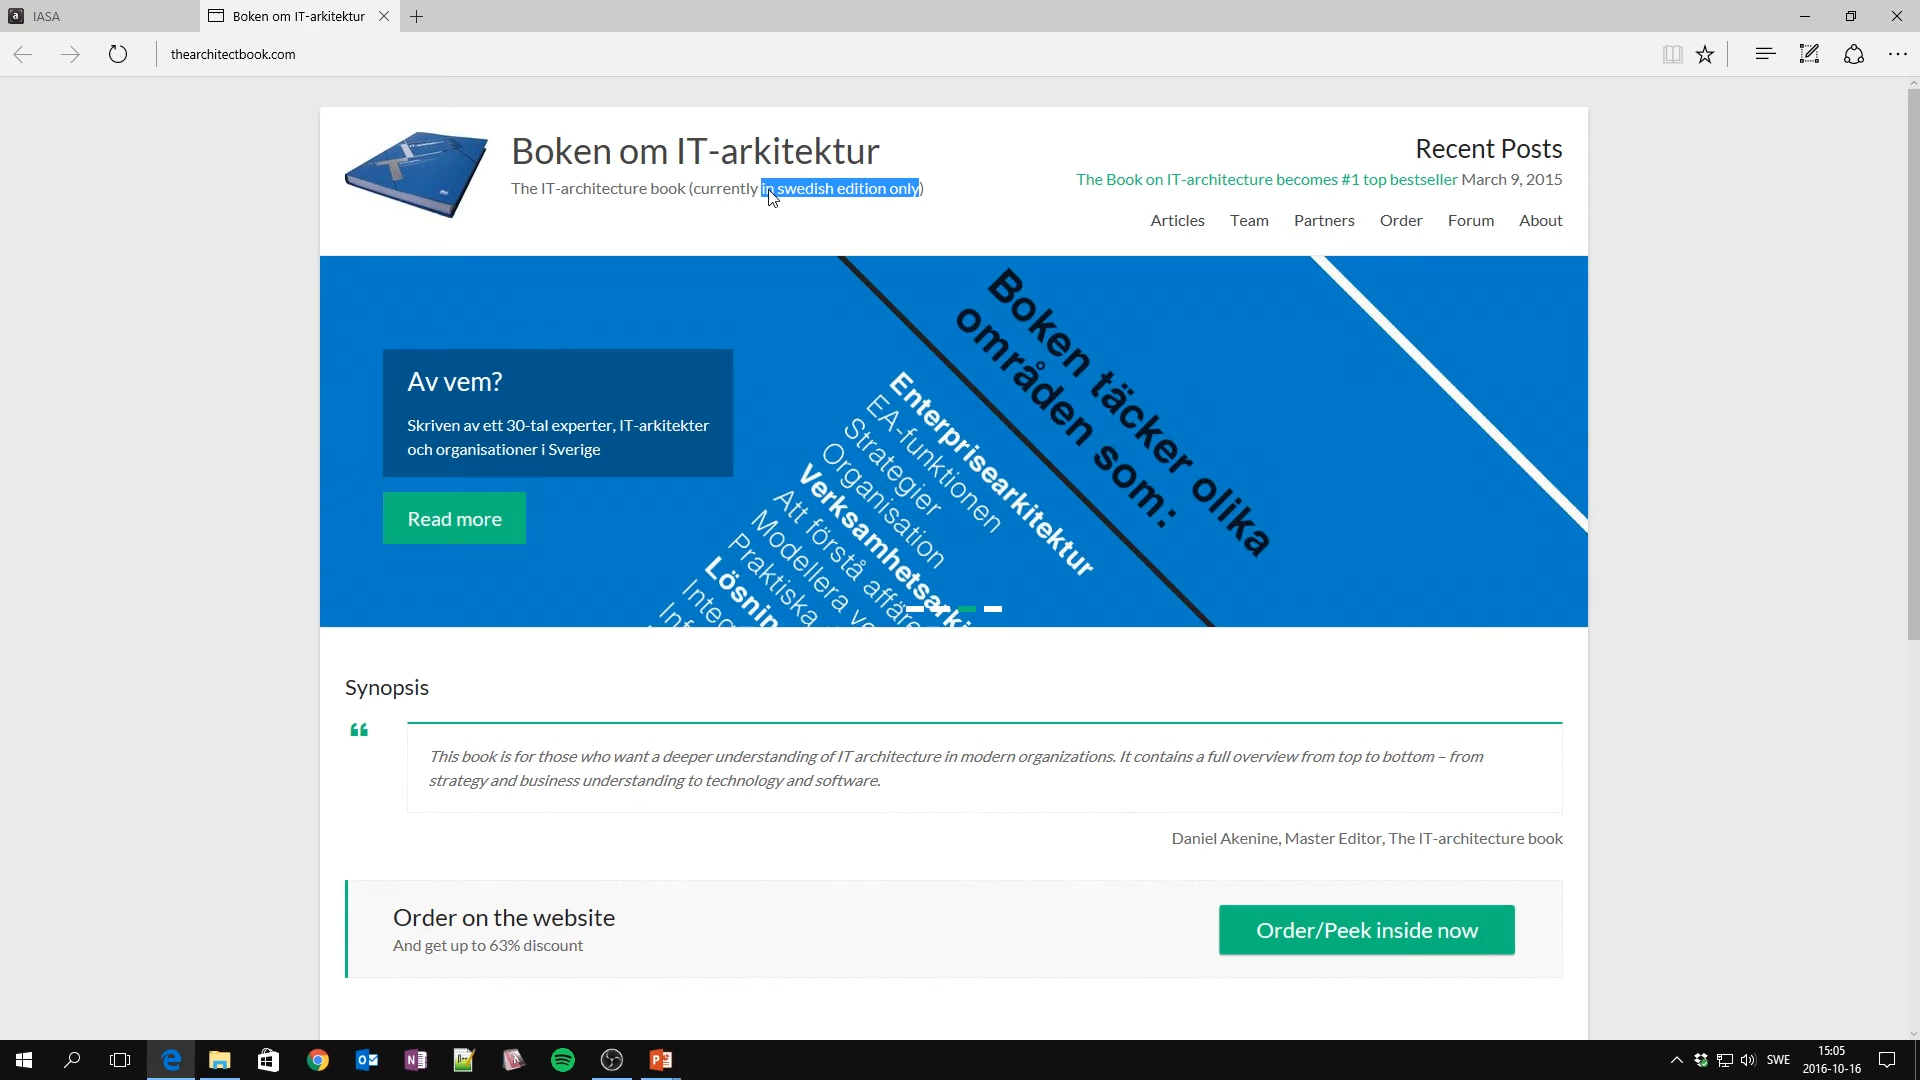 IASA
Boken om IT-arkitektur
thearchitectbook.com
Boken om IT-arkitektur
The IT-architecture book (currently in swedish edition only)
Recent Posts
The Book on IT-architecture becomes #1 top bestseller March 9, 2015
Articles Team Partners Order Forum About
Av vem?
Skriven av ett 30-tal experter, IT-arkitekter
och organisationer i Sverige
Read more
Boken täcker olika
områden som:
Enterprisearkitektur
EA-funktionen
Strategier
Organisation
Verksamhetsarki
Att förstå affäre
Modellera ve
Praktiska
Lösnin
Integ
Inf
Synopsis
This book is for those who want a deeper understanding of IT architecture in modern organizations. It contains a full overview from top to bottom – from
strategy and business understanding to technology and software.
Daniel Akenine, Master Editor, The IT-architecture book
Order on the website
And get up to 63% discount
Order/Peek inside now
SWE
15:05
2016-10-16